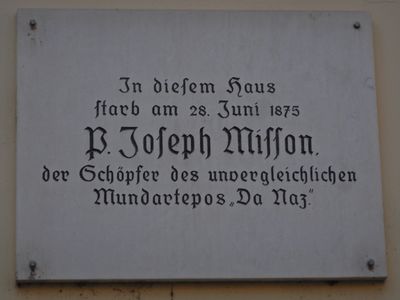 In diesem Haus
starb am 28. Juni 1875
P. Joseph Misson,
der Schöpfer des unvergleichlichen
Mundartepos „Da Naz."